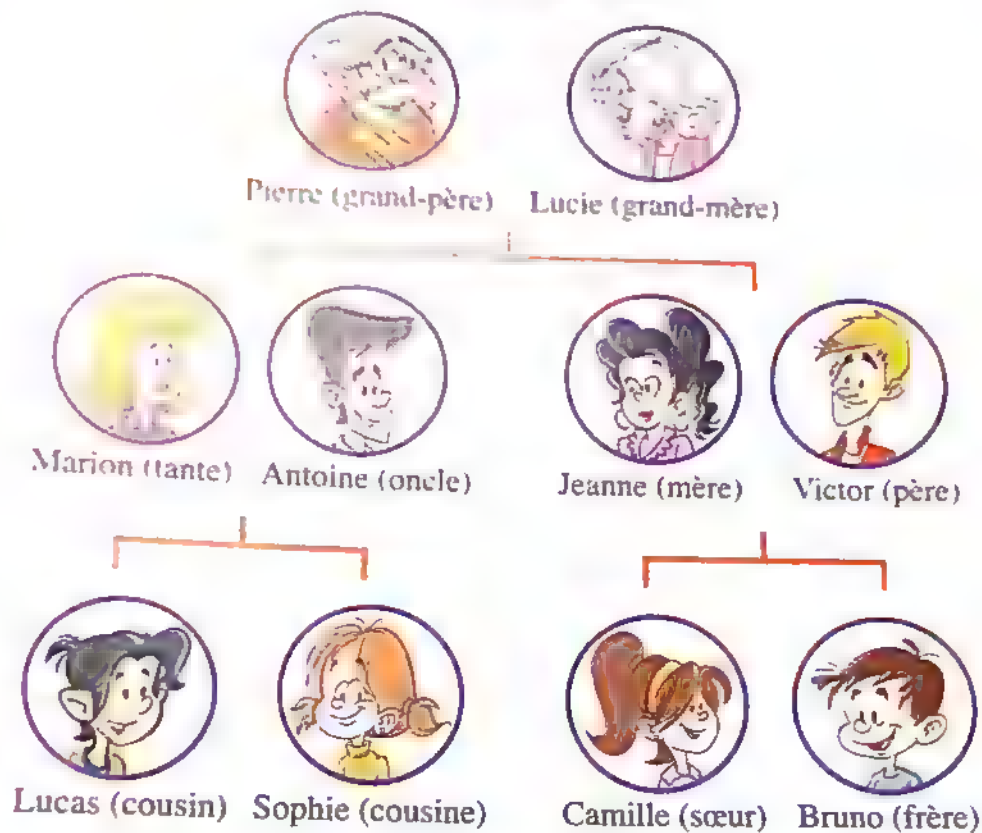 Pierre (grand-père) Lucie (grand-mère)
Marion (tante) Antoine (oncle) Jeanne (mère) Victor (père)
Lucas (cousin) Sophie (cousine) Camille (sœur) Bruno (frère)